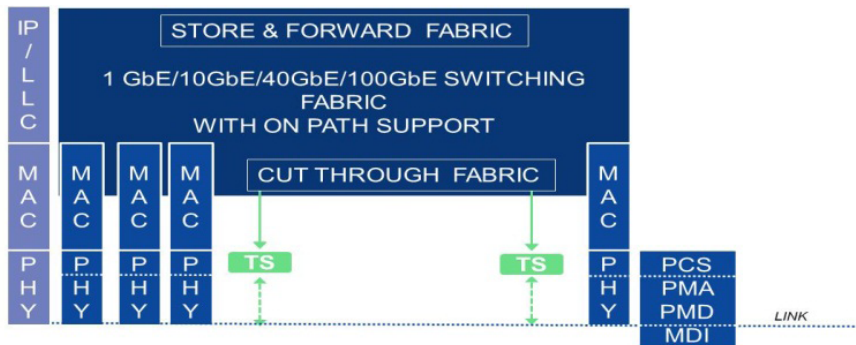 IP
/
L
L
C
STORE & FORWARD FABRIC
1 GbE/10GbE/40GbE/100GbE SWITCHING
FABRIC
WITH ON PATH SUPPORT
CUT THROUGH FABRIC
M
A
C
M
A
C
M
A
C
M
A
C
M
A
C
P
H
Y
P
H
Y
P
H
Y
P
H
Y
TS
TS
P
H
Y
PCS
PMA
PMD
MDI
LINK